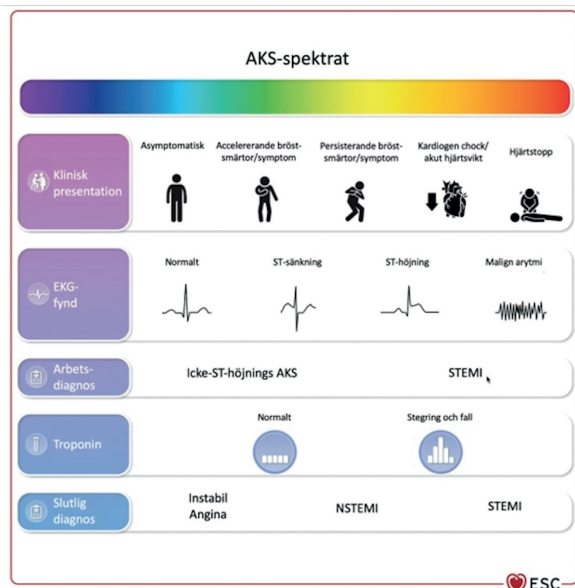 AKS-spektrat
Klinisk
presentation
Asymptomatisk
Accelererande bröst-
smärtor/symptom
Persisterande bröst-
smärtor/symptom
Kardiogen chock/
akut hjärtsvikt
Hjärtstopp
EKG-
fynd
Normalt
ST-sänkning
ST-höjning
Malign arytmi
Arbets-
diagnos
Icke-ST-höjnings AKS
STEMI
Troponin
Normalt
Stegring och fall
Slutlig
diagnos
Instabil
Angina
NSTEMI
STEMI
ESC